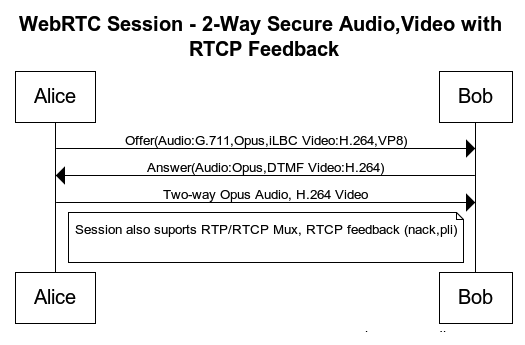 WebRTC Session - 2-Way Secure Audio,Video with
RTCP Feedback
Alice
Bob
Offer(Audio:G.711,Opus,iLBC Video:H.264,VP8)
Answer(Audio:Opus,DTMF Video:H.264)
Two-way Opus Audio, H.264 Video
Session also suports RTP/RTCP Mux, RTCP feedback (nack,pli)
Alice
Bob